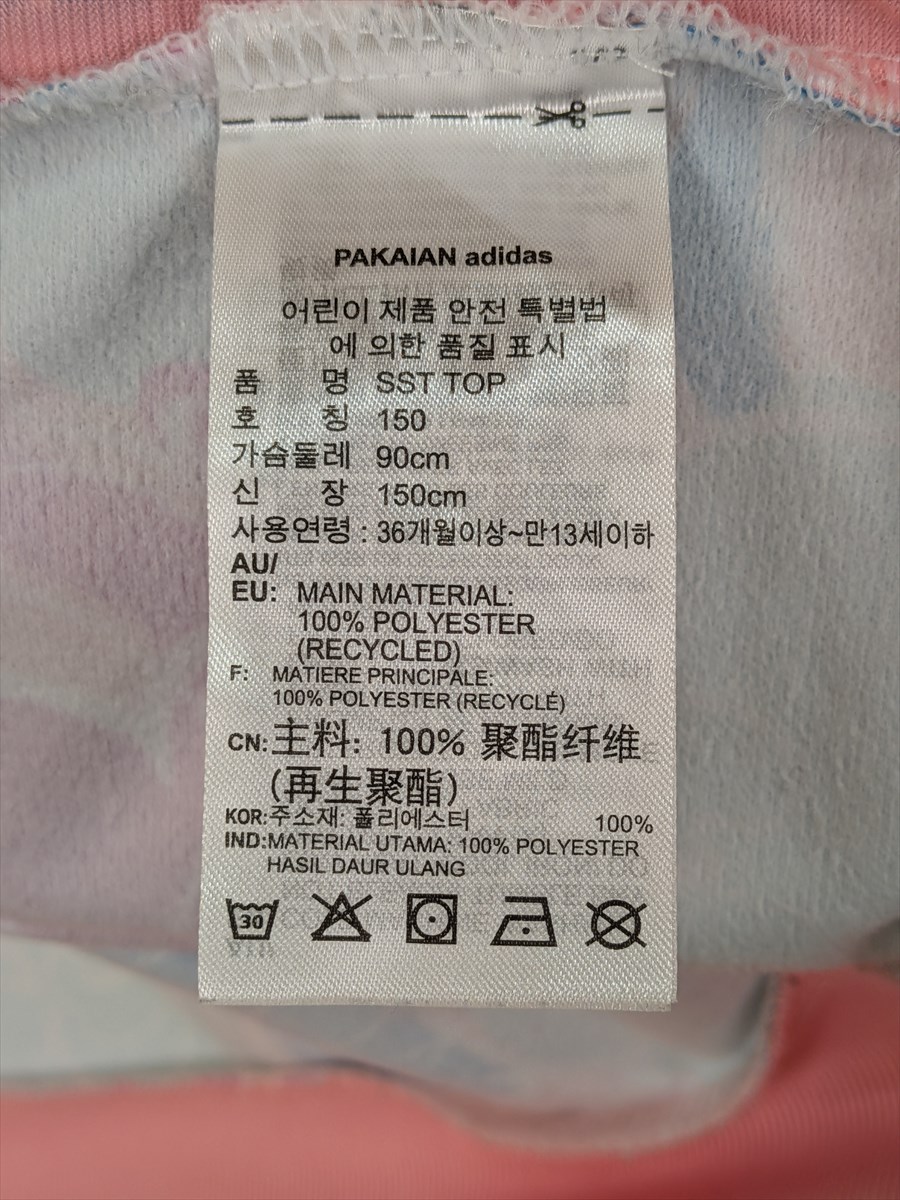 PAKAIAN adidas
어린이 제품 안전 특별법
에 의한 품질 표시
품 명 SST TOP
호 칭 150
가슴둘레 90cm
신 장 150cm
사용연령 : 36개월이상~만13세이하
AU/
EU: MAIN MATERIAL:
100% POLYESTER
(RECYCLED)
F: MATIERE PRINCIPALE:
100% POLYESTER (RECYCLÉ)
CN: 主料: 100% 聚酯纤维
(再生聚酯)
KOR: 주소재: 폴리에스터 100%
IND: MATERIAL UTAMA: 100% POLYESTER
HASIL DAUR ULANG
30